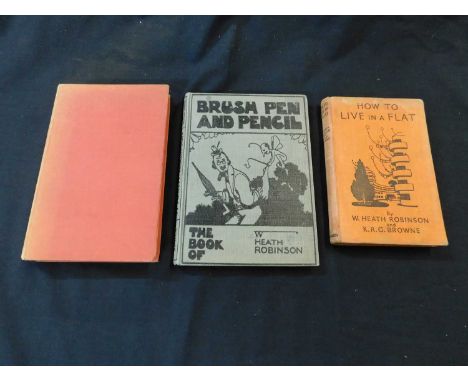 BRUSH PEN
AND PENCIL
THE BOOK
OF
W
HEATH
ROBINSON
HOW TO
LIVE IN A FLAT
By
W. HEATH ROBINSON
and
K.R.G. BROWNE